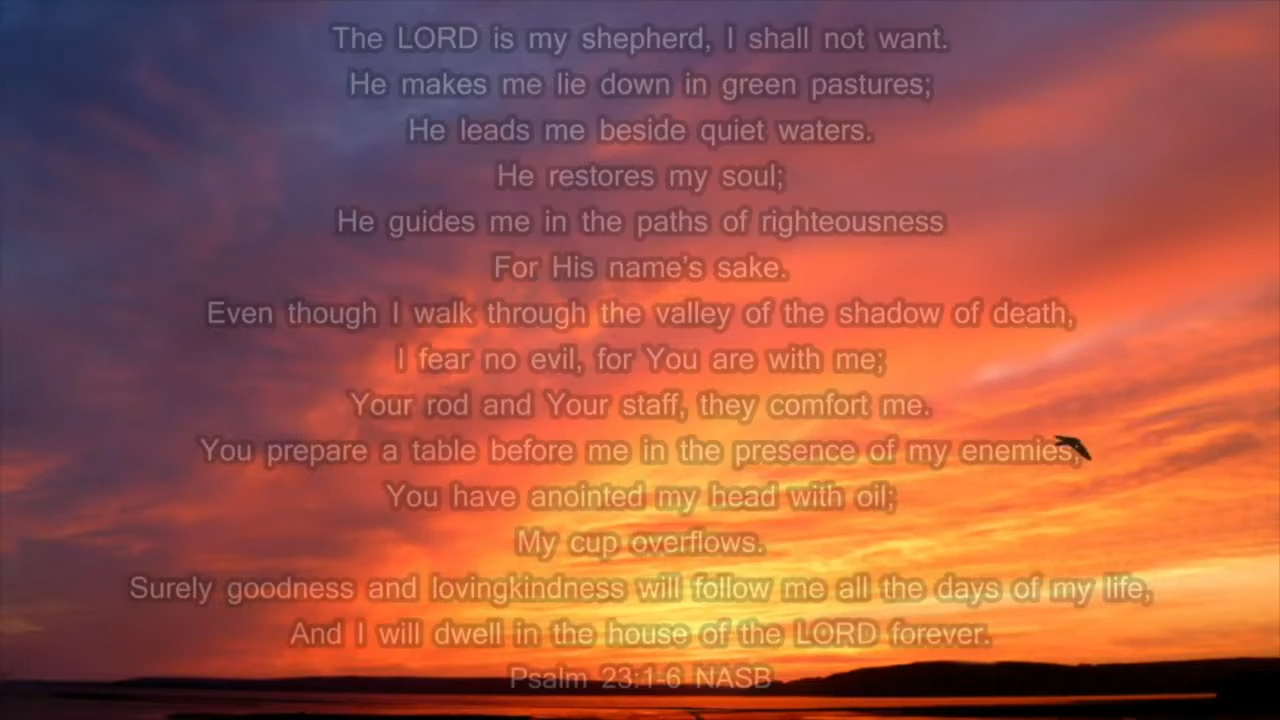 The LORD is my shepherd, I shall not want.
He makes me lie down in green pastures;
He leads me beside quiet waters.
He restores my soul;
He guides me in the paths of righteousness
For His name’s sake.
Even though I walk through the valley of the shadow of death,
I fear no evil, for You are with me;
Your rod and Your staff, they comfort me.
You prepare a table before me in the presence of my enemies;
You have anointed my head with oil;
My cup overflows.
Surely goodness and lovingkindness will follow me all the days of my life,
And I will dwell in the house of the LORD forever.
Psalm 23:1-6 NASB